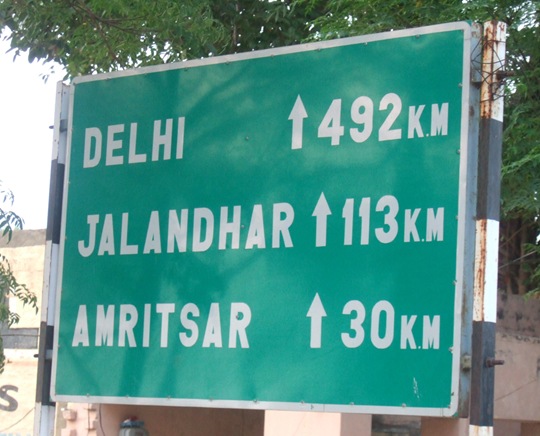 DELHI ↑ 492 K.M
JALANDHAR ↑ 113 K.M
AMRITSAR ↑ 30 K.M